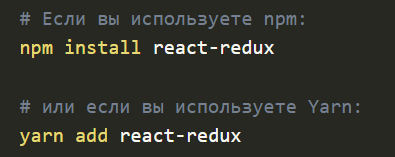 # Если вы используете npm:
npm install react-redux
# или если вы используете Yarn:
yarn add react-redux